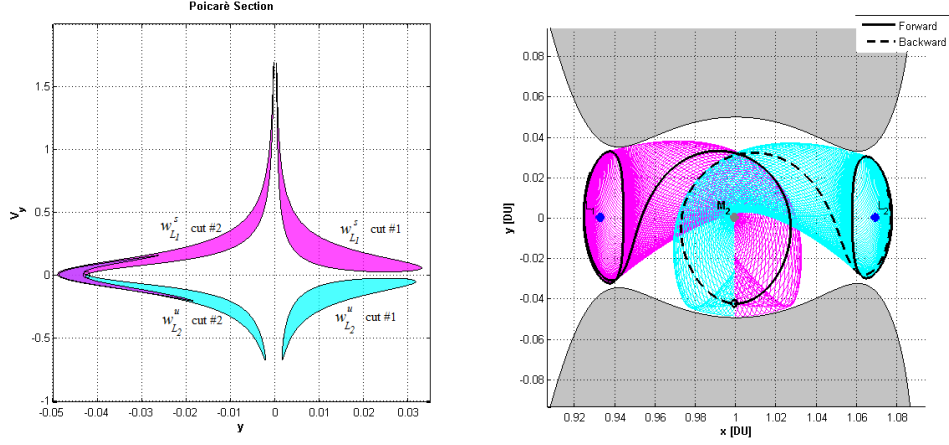 Poicarè Section
V_y
1.5
1
0.5
0
-0.5
-1
w^s_{L_1} cut #2
w^s_{L_1} cut #1
w^u_{L_2} cut #2
w^u_{L_2} cut #1
-0.05 -0.04 -0.03 -0.02 -0.01 0 0.01 0.02 0.03
y
Forward
Backward
y [DU]
0.08
0.06
0.04
0.02
0
-0.02
-0.04
-0.06
-0.08
M_2
0.92 0.94 0.96 0.98 1 1.02 1.04 1.06 1.08
x [DU]